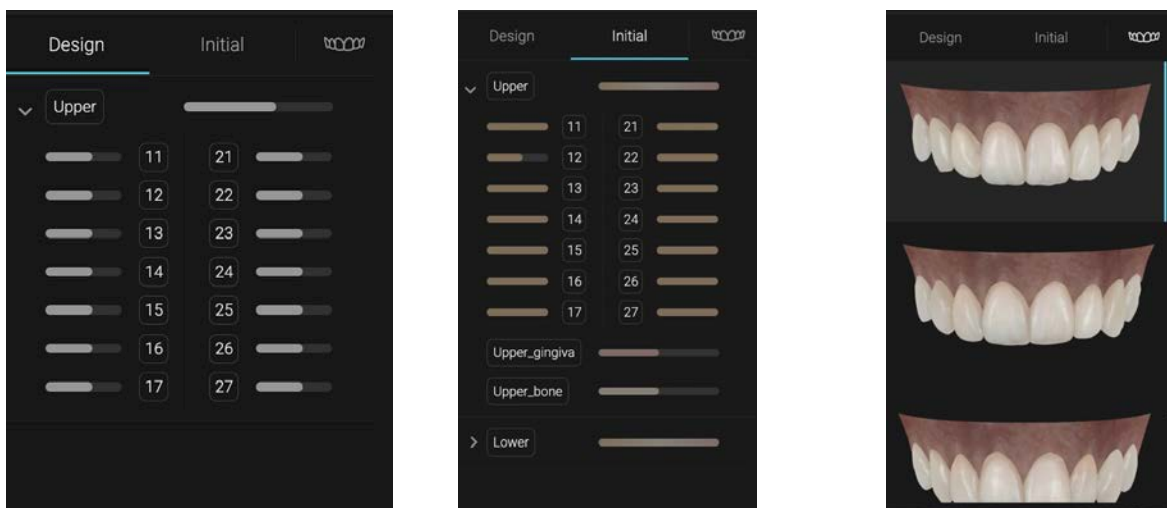 Design Initial
Upper
11 21
12 22
13 23
14 24
15 25
16 26
17 27
Design Initial
Upper
11 21
12 22
13 23
14 24
15 25
16 26
17 27
Upper_gingiva
Upper_bone
Lower
Design Initial